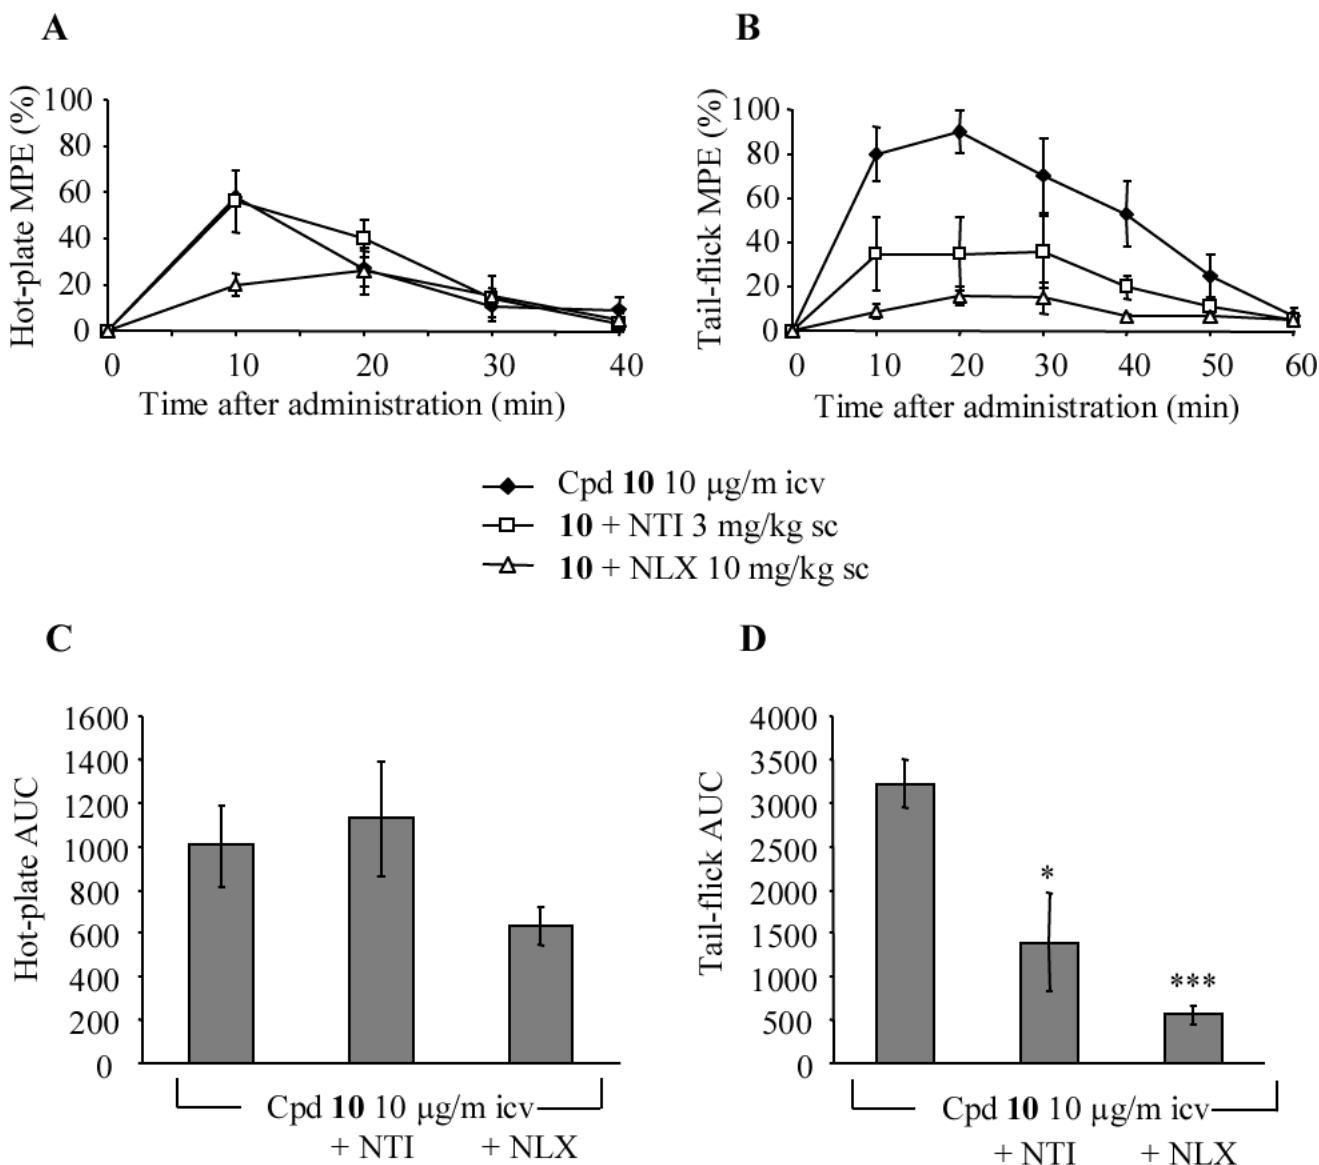 A
Hot-plate MPE (%)
100
80
60
40
20
0
0 10 20 30 40
Time after administration (min)
B
Tail-flick MPE (%)
100
80
60
40
20
0
0 10 20 30 40 50 60
Time after administration (min)
Cpd 10 10 μg/m icv
10 + NTI 3 mg/kg sc
10 + NLX 10 mg/kg sc
C
Hot-plate AUC
1600
1400
1200
1000
800
600
400
200
0
Cpd 10 10 μg/m icv
+ NTI + NLX
D
Tail-flick AUC
4000
3500
3000
2500
2000
1500
1000
500
0
*
***
Cpd 10 10 μg/m icv
+ NTI + NLX